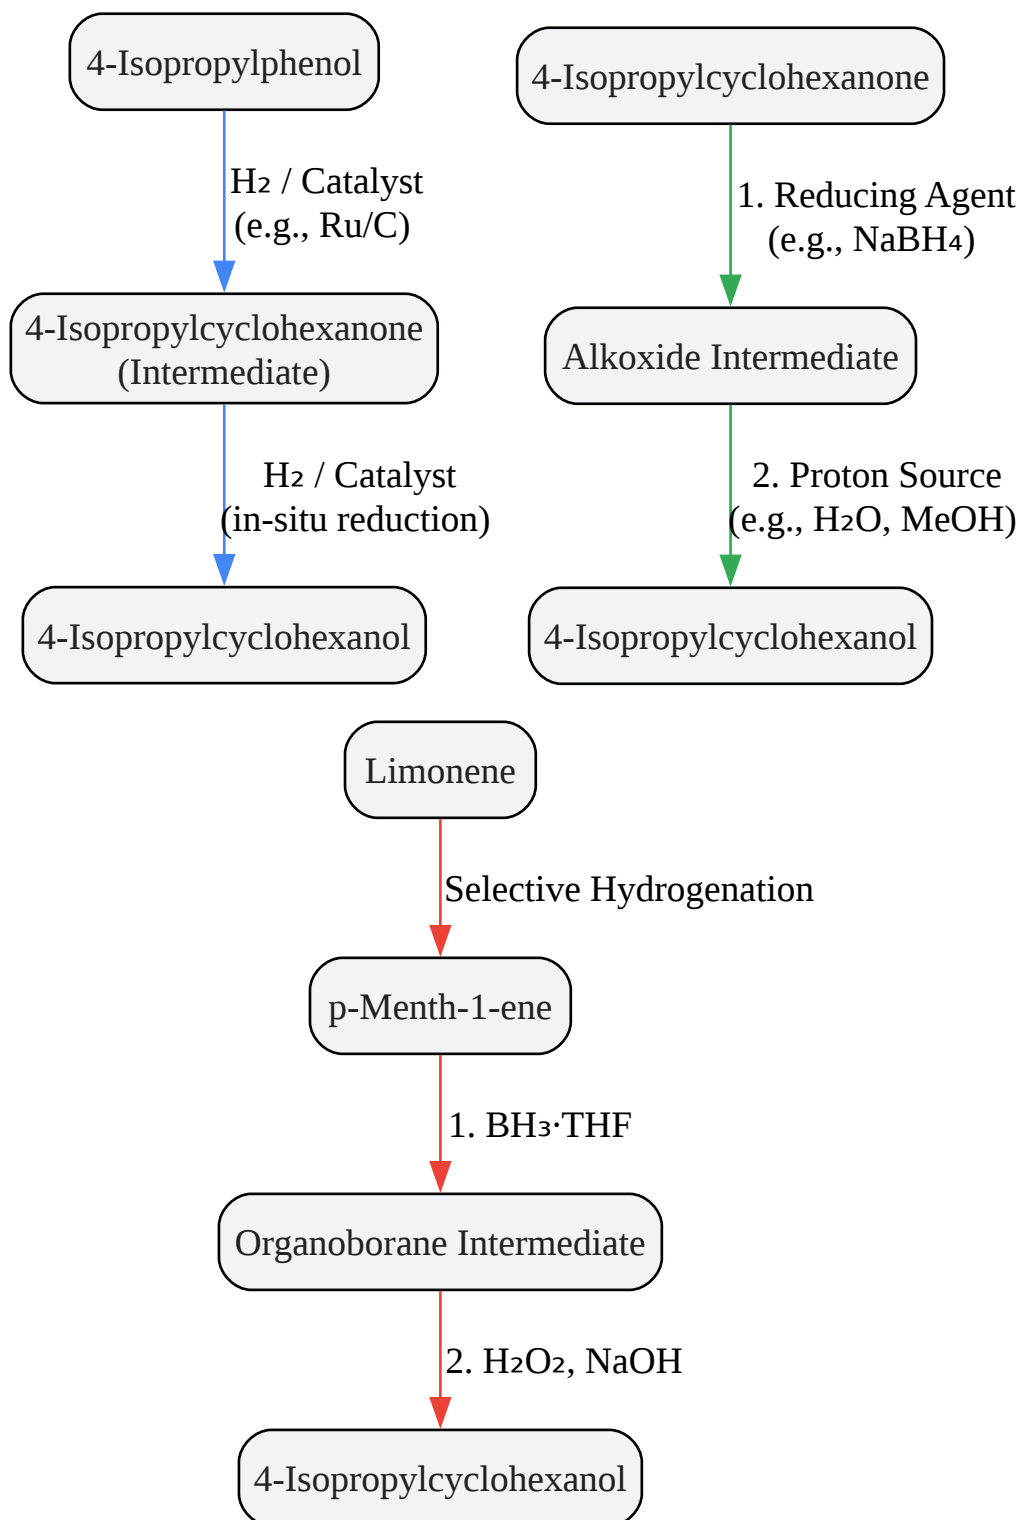 4-Isopropylphenol
H₂ / Catalyst
(e.g., Ru/C)
4-Isopropylcyclohexanone
(Intermediate)
H₂ / Catalyst
(in-situ reduction)
4-Isopropylcyclohexanol
4-Isopropylcyclohexanone
1. Reducing Agent
(e.g., NaBH₄)
Alkoxide Intermediate
2. Proton Source
(e.g., H₂O, MeOH)
4-Isopropylcyclohexanol
Limonene
Selective Hydrogenation
p-Menth-1-ene
1. BH₃·THF
Organoborane Intermediate
2. H₂O₂, NaOH
4-Isopropylcyclohexanol